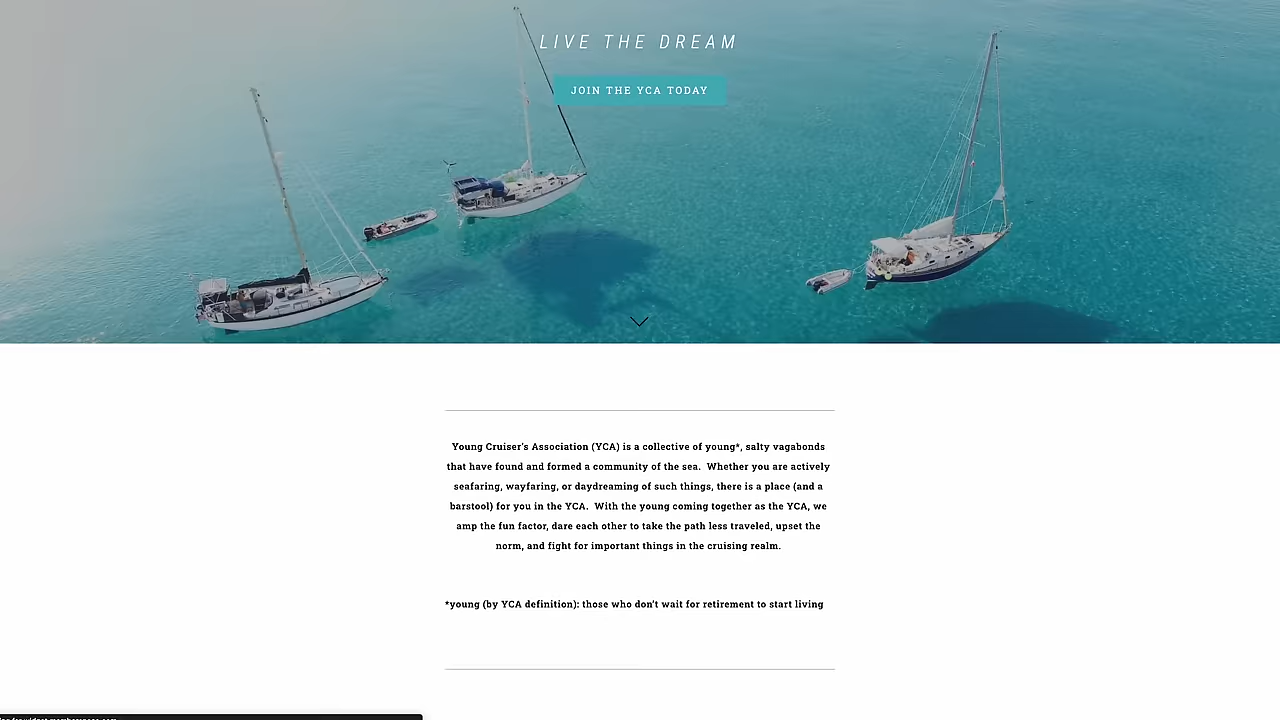 LIVE THE DREAM
JOIN THE YCA TODAY
Young Cruiser's Association (YCA) is a collective of young*, salty vagabonds
that have found and formed a community of the sea. Whether you are actively
seafaring, wayfaring, or daydreaming of such things, there is a place (and a
barstool) for you in the YCA. With the young coming together as the YCA, we
amp the fun factor, dare each other to take the path less traveled, upset the
norm, and fight for important things in the cruising realm.
*young (by YCA definition): those who don't wait for retirement to start living